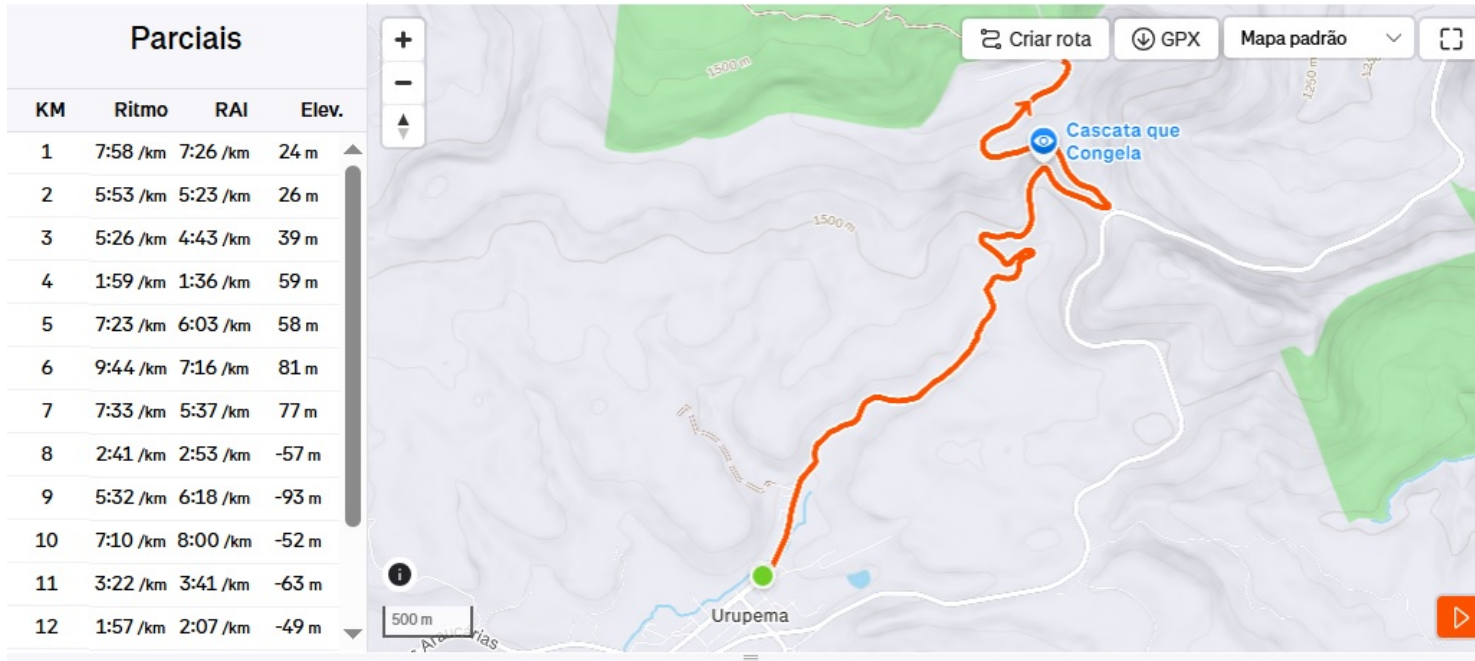 Parciais
KM Ritmo RAI Elev.
1 7:58 /km 7:26 /km 24 m
2 5:53 /km 5:23 /km 26 m
3 5:26 /km 4:43 /km 39 m
4 1:59 /km 1:36 /km 59 m
5 7:23 /km 6:03 /km 58 m
6 9:44 /km 7:16 /km 81 m
7 7:33 /km 5:37 /km 77 m
8 2:41 /km 2:53 /km -57 m
9 5:32 /km 6:18 /km -93 m
10 7:10 /km 8:00 /km -52 m
11 3:22 /km 3:41 /km -63 m
12 1:57 /km 2:07 /km -49 m
Criar rota
GPX
Mapa padrão
1500 m
1250 m
Cascata que
Congela
1500 m
500 m
Urupema
Araucárias